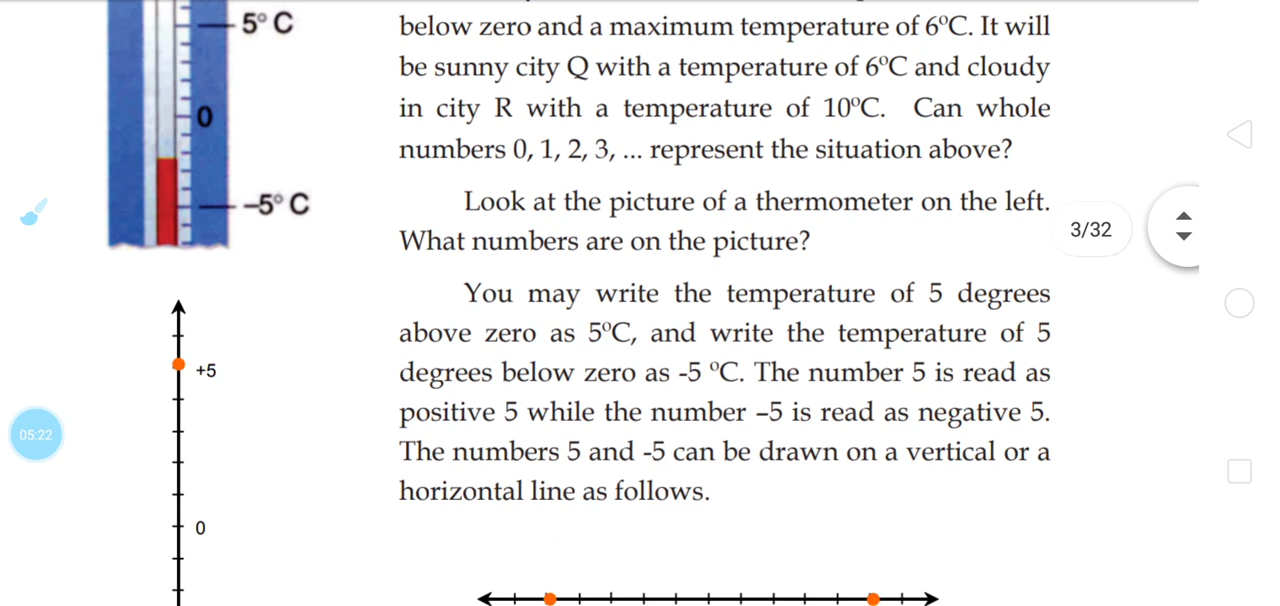 5° C
0
–5° C
below zero and a maximum temperature of 6ºC. It will
be sunny city Q with a temperature of 6ºC and cloudy
in city R with a temperature of 10ºC. Can whole
numbers 0, 1, 2, 3, ... represent the situation above?
Look at the picture of a thermometer on the left.
What numbers are on the picture?
3/32
You may write the temperature of 5 degrees
above zero as 5ºC, and write the temperature of 5
degrees below zero as -5 ºC. The number 5 is read as
positive 5 while the number –5 is read as negative 5.
The numbers 5 and -5 can be drawn on a vertical or a
horizontal line as follows.
+5
0
05:22